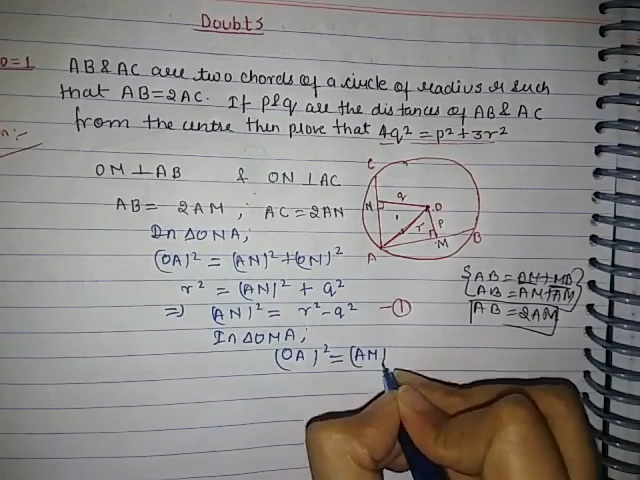 Doubts
0=1
AB & AC are two chords of a circle of radius r such
that AB=2AC. If p&q are the distances of AB & AC
from the centre then prove that 4q² = p²+3r²
n:-
OM⊥AB & ON⊥AC
AB= 2AM ; AC=2AN
In ΔONA;
(OA)² = (AN)²+(ON)²
r² = (AN)² + q²
⇒ (AN)² = r²-q² -①
In ΔOMA;
(OA)² = (AM)
C
N
q
O
r
P
M
A
B
{AB = AM+MB
{AB = AM+AM
AB = 2AM